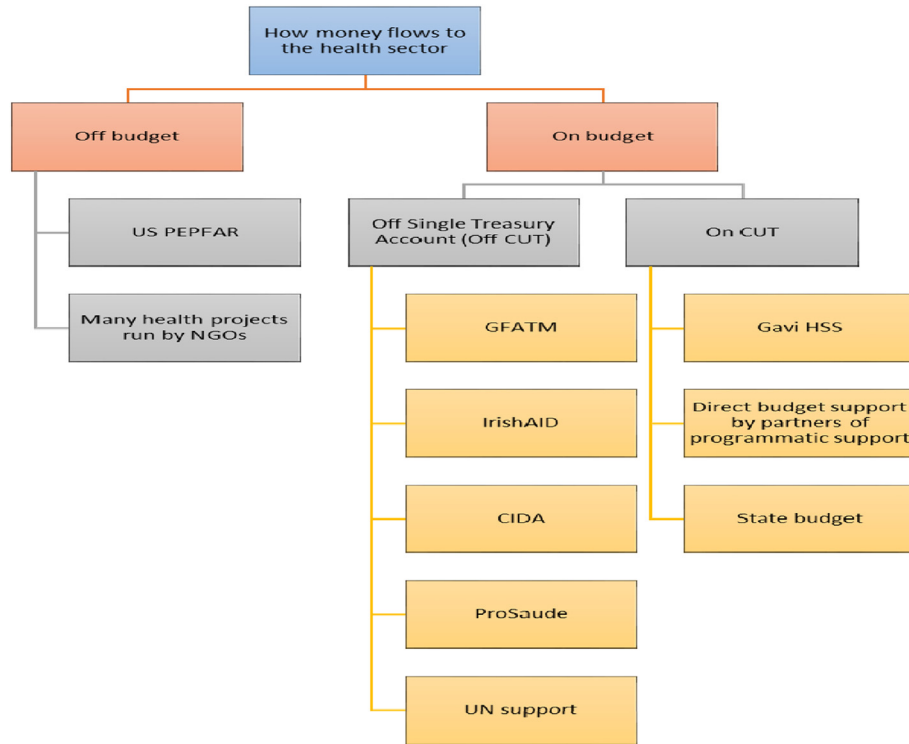 How money flows to
the health sector
Off budget
On budget
US PEPFAR
Many health projects
run by NGOs
Off Single Treasury
Account (Off CUT)
On CUT
GFATM
IrishAID
CIDA
ProSaude
UN support
Gavi HSS
Direct budget support
by partners of
programmatic support
State budget